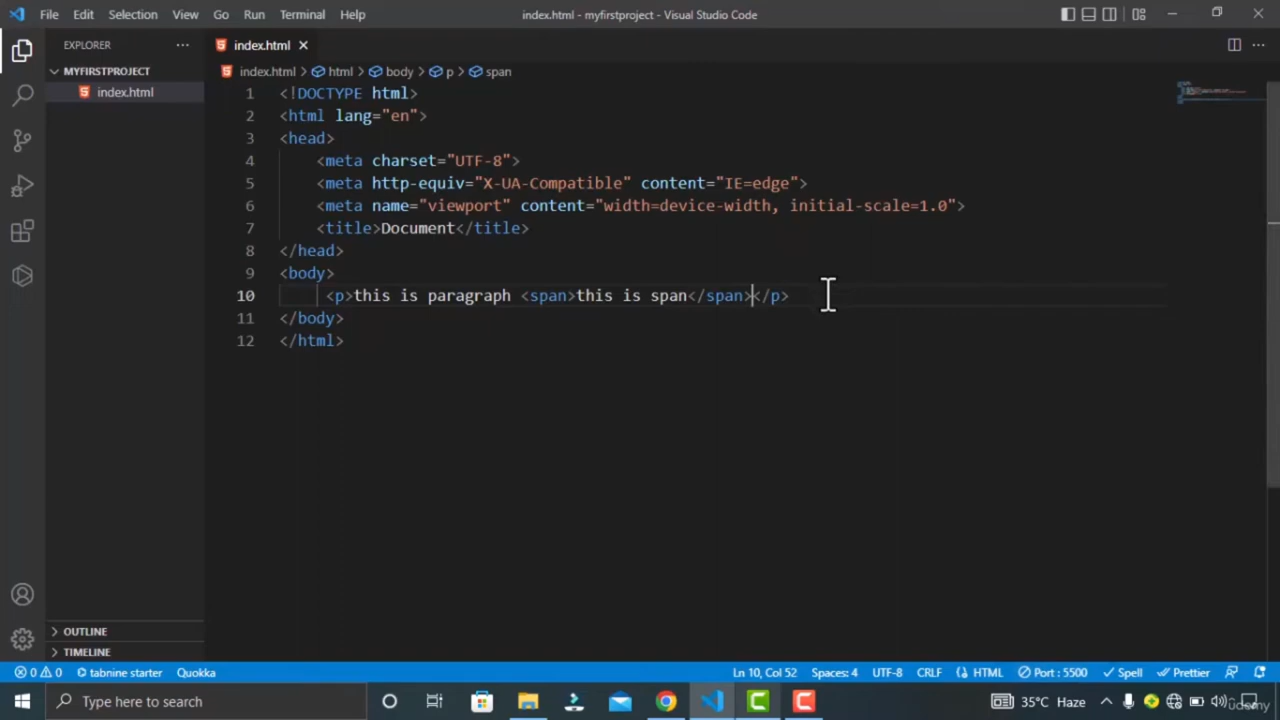 File Edit Selection View Go Run Terminal Help index.html - myfirstproject - Visual Studio Code
EXPLORER
index.html
MYFIRSTPROJECT
index.html
index.html > html > body > p > span
1 <!DOCTYPE html>
2 <html lang="en">
3 <head>
4 <meta charset="UTF-8">
5 <meta http-equiv="X-UA-Compatible" content="IE=edge">
6 <meta name="viewport" content="width=device-width, initial-scale=1.0">
7 <title>Document</title>
8 </head>
9 <body>
10 <p>this is paragraph <span>this is span</span></p>
11 </body>
12 </html>
OUTLINE
TIMELINE
0 0 tabnine starter Quokka Ln 10, Col 52 Spaces: 4 UTF-8 CRLF HTML Port : 5500 Spell Prettier
Type here to search 35°C Haze
Udemy